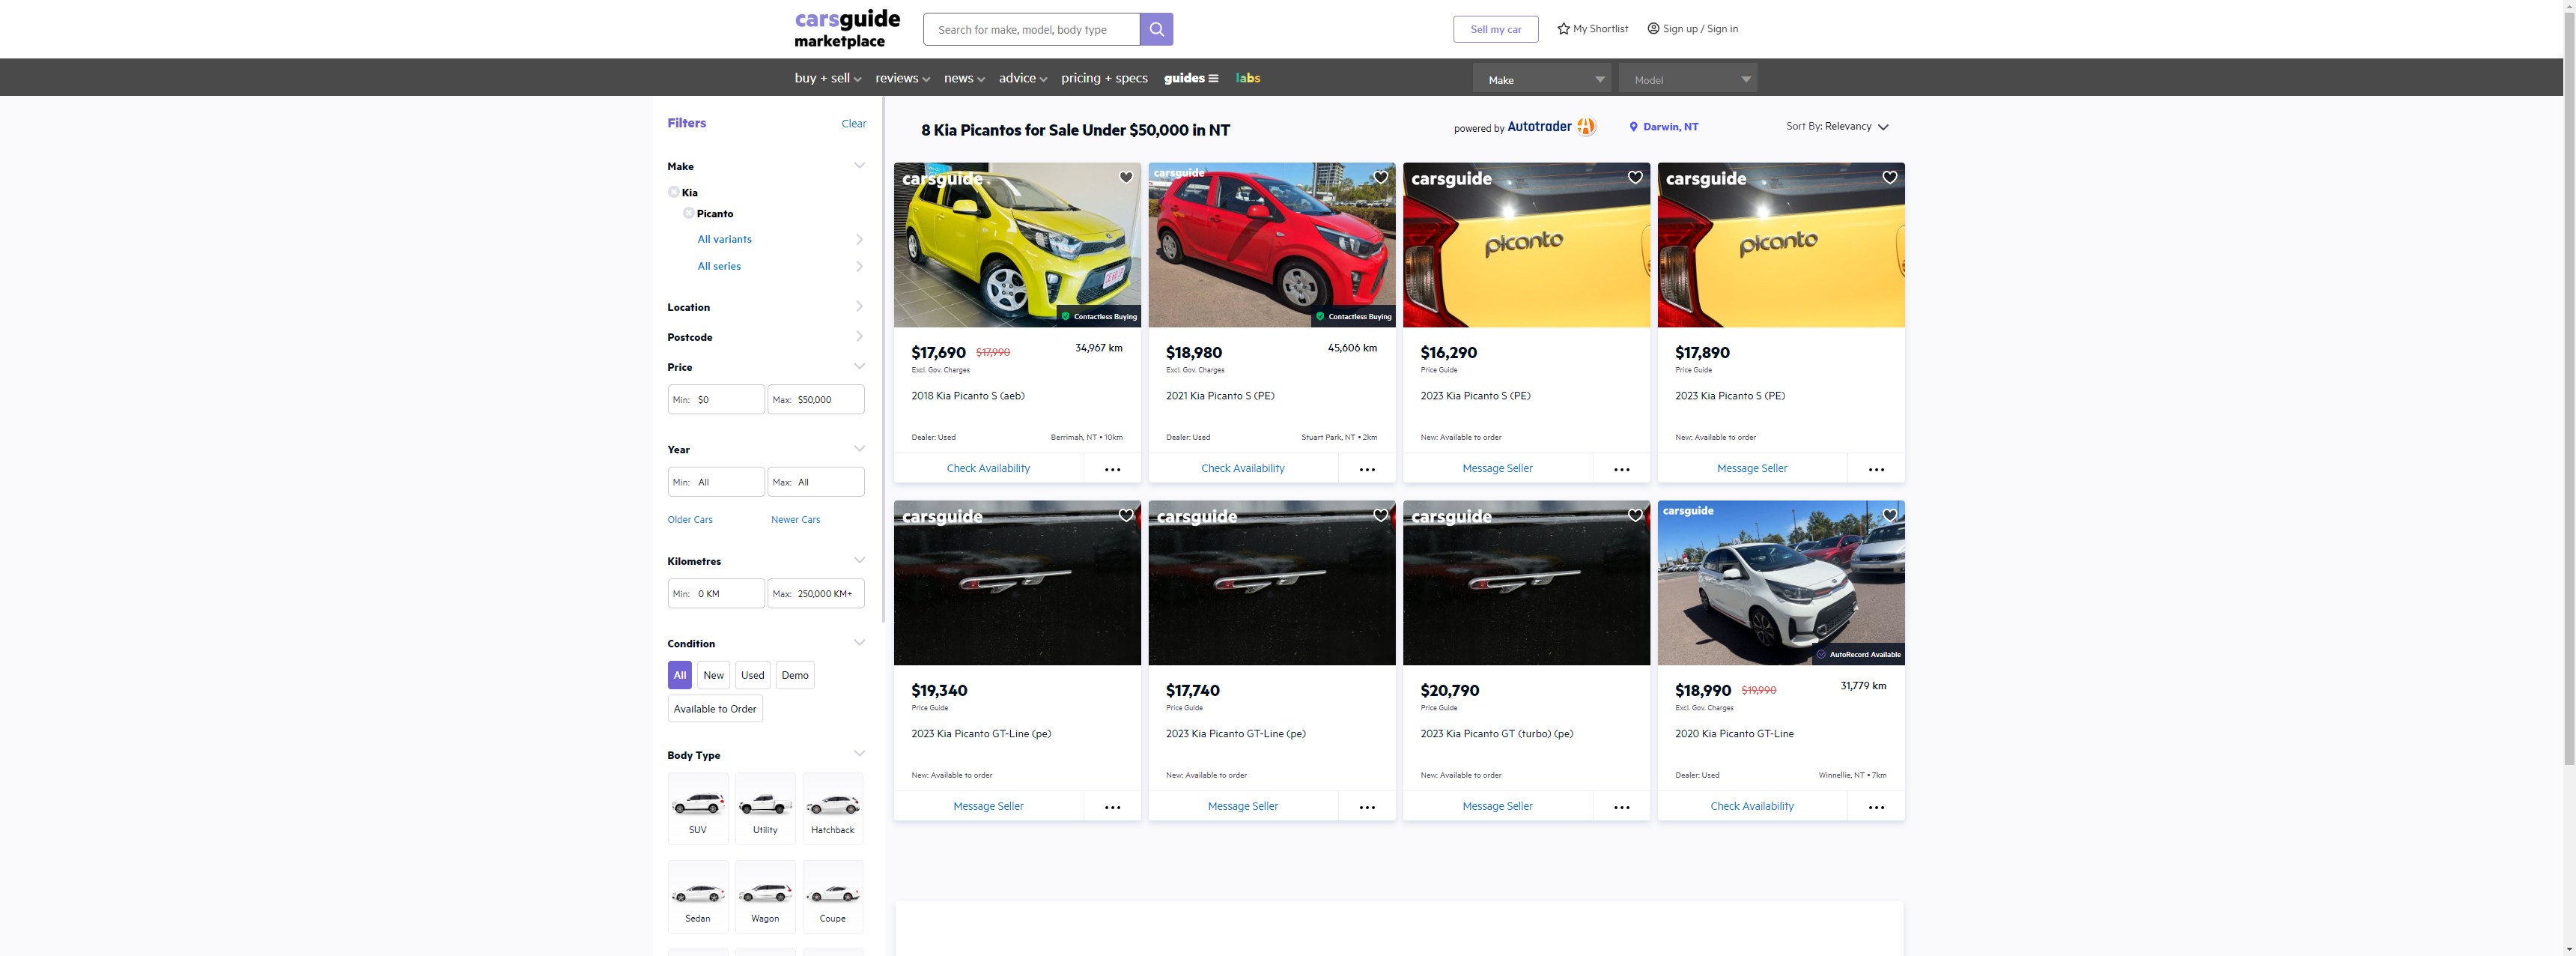 carsguide
marketplace
Search for make, model, body type
Sell my car
My Shortlist
Sign up / Sign in
buy + sell
reviews
news
advice
pricing + specs
guides
labs
Make
Model
Filters
Clear
Make
Kia
Picanto
All variants
All series
Location
Postcode
Price
Min: $0
Max: $50,000
Year
Min: All
Max: All
Older Cars
Newer Cars
Kilometres
Min: 0 KM
Max: 250,000 KM+
Condition
All
New
Used
Demo
Available to Order
Body Type
SUV
Utility
Hatchback
Sedan
Wagon
Coupe
8 Kia Picantos for Sale Under $50,000 in NT
powered by Autotrader
Darwin, NT
Sort By: Relevancy
carsguide
Contactless Buying
$17,690 $17,990
34,967 km
Excl. Gov. Charges
2018 Kia Picanto S (aeb)
Dealer: Used
Berrimah, NT • 10km
Check Availability
carsguide
Contactless Buying
$18,980
45,606 km
Excl. Gov. Charges
2021 Kia Picanto S (PE)
Dealer: Used
Stuart Park, NT • 2km
Check Availability
carsguide
picanto
$16,290
Price Guide
2023 Kia Picanto S (PE)
New: Available to order
Message Seller
carsguide
picanto
$17,890
Price Guide
2023 Kia Picanto S (PE)
New: Available to order
Message Seller
carsguide
$19,340
Price Guide
2023 Kia Picanto GT-Line (pe)
New: Available to order
Message Seller
carsguide
$17,740
Price Guide
2023 Kia Picanto GT-Line (pe)
New: Available to order
Message Seller
carsguide
$20,790
Price Guide
2023 Kia Picanto GT (turbo) (pe)
New: Available to order
Message Seller
carsguide
AutoRecord Available
$18,990 $19,990
31,779 km
Excl. Gov. Charges
2020 Kia Picanto GT-Line
Dealer: Used
Winnellie, NT • 7km
Check Availability